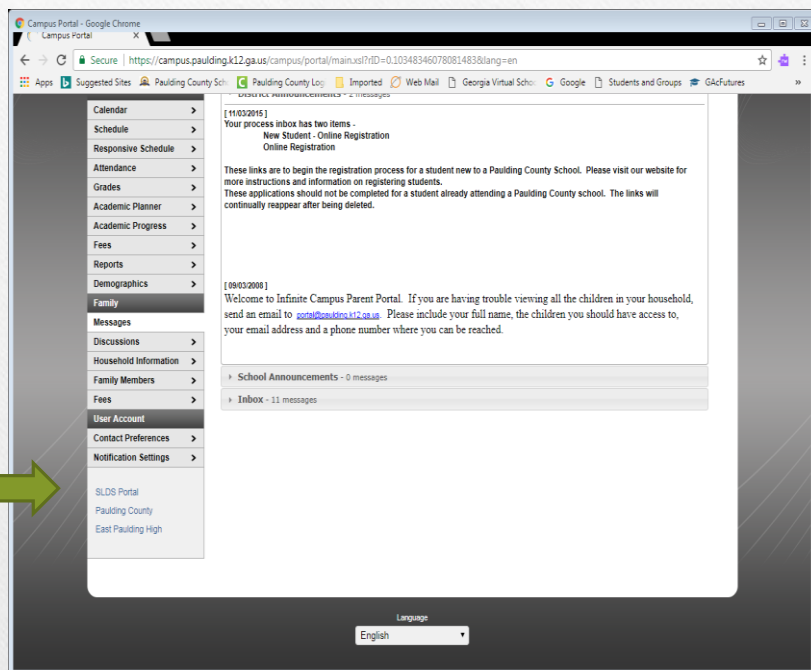 Campus Portal - Google Chrome
Campus Portal
Secure | https://campus.paulding.k12.ga.us/campus/portal/main.xsl?rID=0.10348346078081483&lang=en
Apps Suggested Sites Paulding County Sch Paulding County Log Imported Web Mail Georgia Virtual Schoo Google Students and Groups GAcFutures »
Calendar
Schedule
Responsive Schedule
Attendance
Grades
Academic Planner
Academic Progress
Fees
Reports
Demographics
Family
Messages
Discussions
Household Information
Family Members
Fees
User Account
Contact Preferences
Notification Settings
SLDS Portal
Paulding County
East Paulding High
District Announcements - 2 messages
[11/03/2015]
Your process inbox has two items -
New Student - Online Registration
Online Registration
These links are to begin the registration process for a student new to a Paulding County School. Please visit our website for
more instructions and information on registering students.
These applications should not be completed for a student already attending a Paulding County school. The links will
continually reappear after being deleted.
[09/03/2008]
Welcome to Infinite Campus Parent Portal. If you are having trouble viewing all the children in your household,
send an email to portal@paulding.k12.ga.us. Please include your full name, the children you should have access to,
your email address and a phone number where you can be reached.
School Announcements - 0 messages
Inbox - 11 messages
Language
English